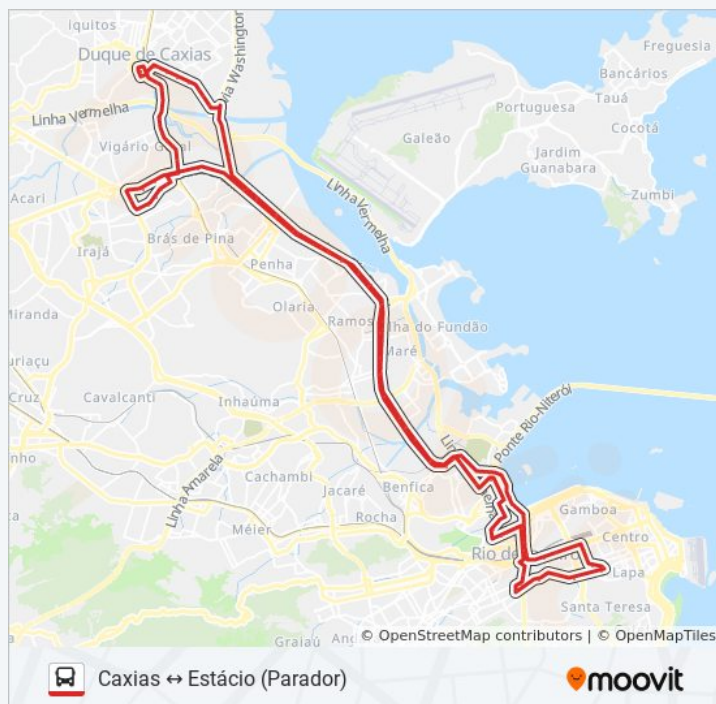 iquitos
Duque de Caxias
via Washington
Freguesia
Bancários
Tauá
Cocotá
Portuguesa
Galeão
Jardim
Guanabara
Zumbi
Linha Vermelha
Vigário Geral
Linha Vermelha
Acari
Irajá
Brás de Pina
Penha
Olaria
Ramos
Ilha do Fundão
Maré
Miranda
uriaçu
Cruz
Cavalcanti
Inhaúma
Ponte Rio-Niterói
Linha Amarela
Cachambi
Jacaré
Benfica
Méier
Rocha
Gamboa
Centro
Rio de
Lapa
Santa Teresa
Grajaú
© OpenStreetMap contributors | © OpenMapTiles
Caxias ↔ Estácio (Parador)
moovit